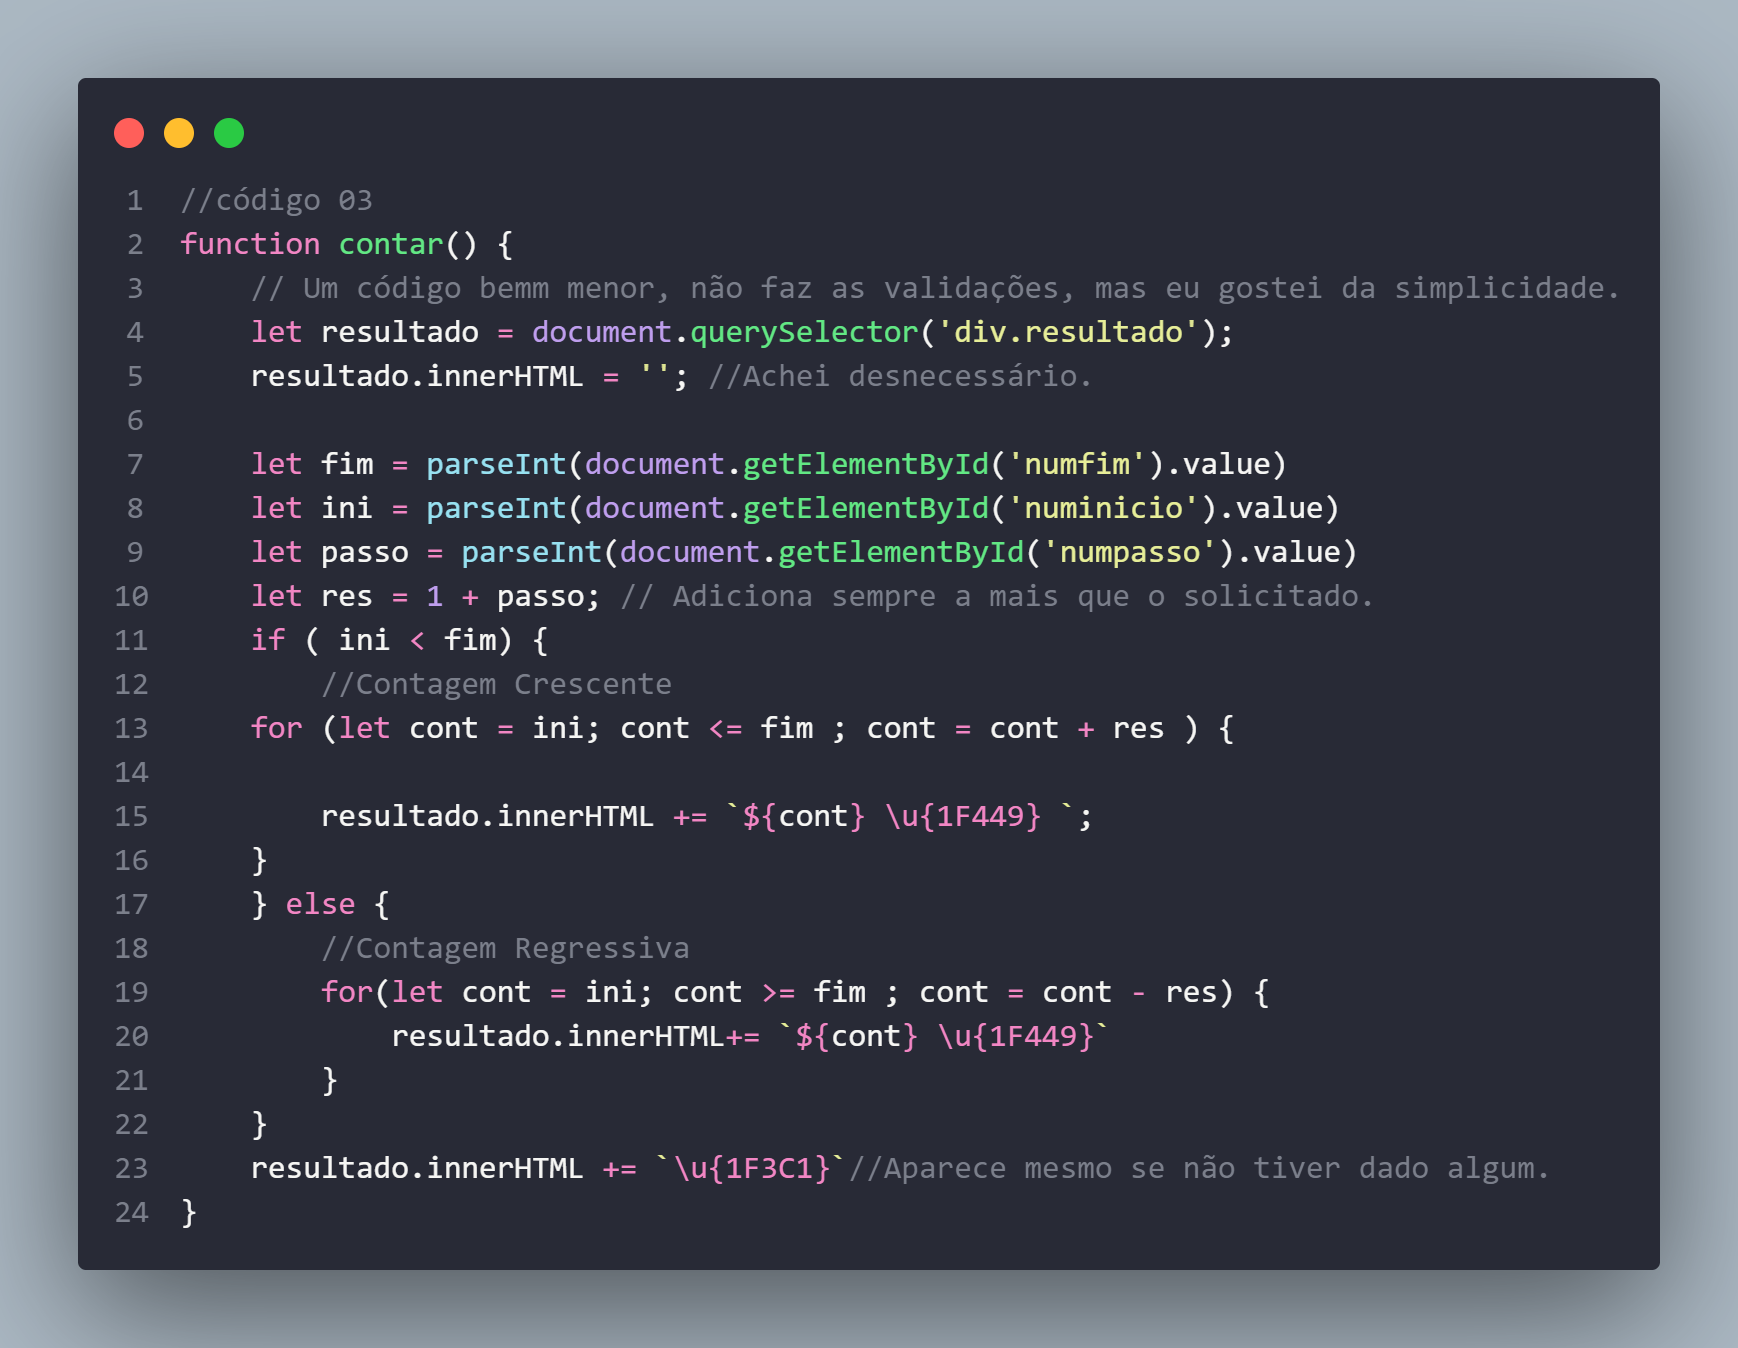 1 //código 03
2 function contar() {
3     // Um código bemm menor, não faz as validações, mas eu gostei da simplicidade.
4     let resultado = document.querySelector('div.resultado');
5     resultado.innerHTML = ''; //Achei desnecessário.
6
7     let fim = parseInt(document.getElementById('numfim').value)
8     let ini = parseInt(document.getElementById('numinicio').value)
9     let passo = parseInt(document.getElementById('numpasso').value)
10     let res = 1 + passo; // Adiciona sempre a mais que o solicitado.
11     if ( ini < fim) {
12         //Contagem Crescente
13     for (let cont = ini; cont <= fim ; cont = cont + res ) {
14
15         resultado.innerHTML += `${cont} \u{1F449} `;
16     }
17     } else {
18         //Contagem Regressiva
19         for(let cont = ini; cont >= fim ; cont = cont - res) {
20             resultado.innerHTML+= `${cont} \u{1F449}`
21         }
22     }
23     resultado.innerHTML += `\u{1F3C1}`//Aparece mesmo se não tiver dado algum.
24 }